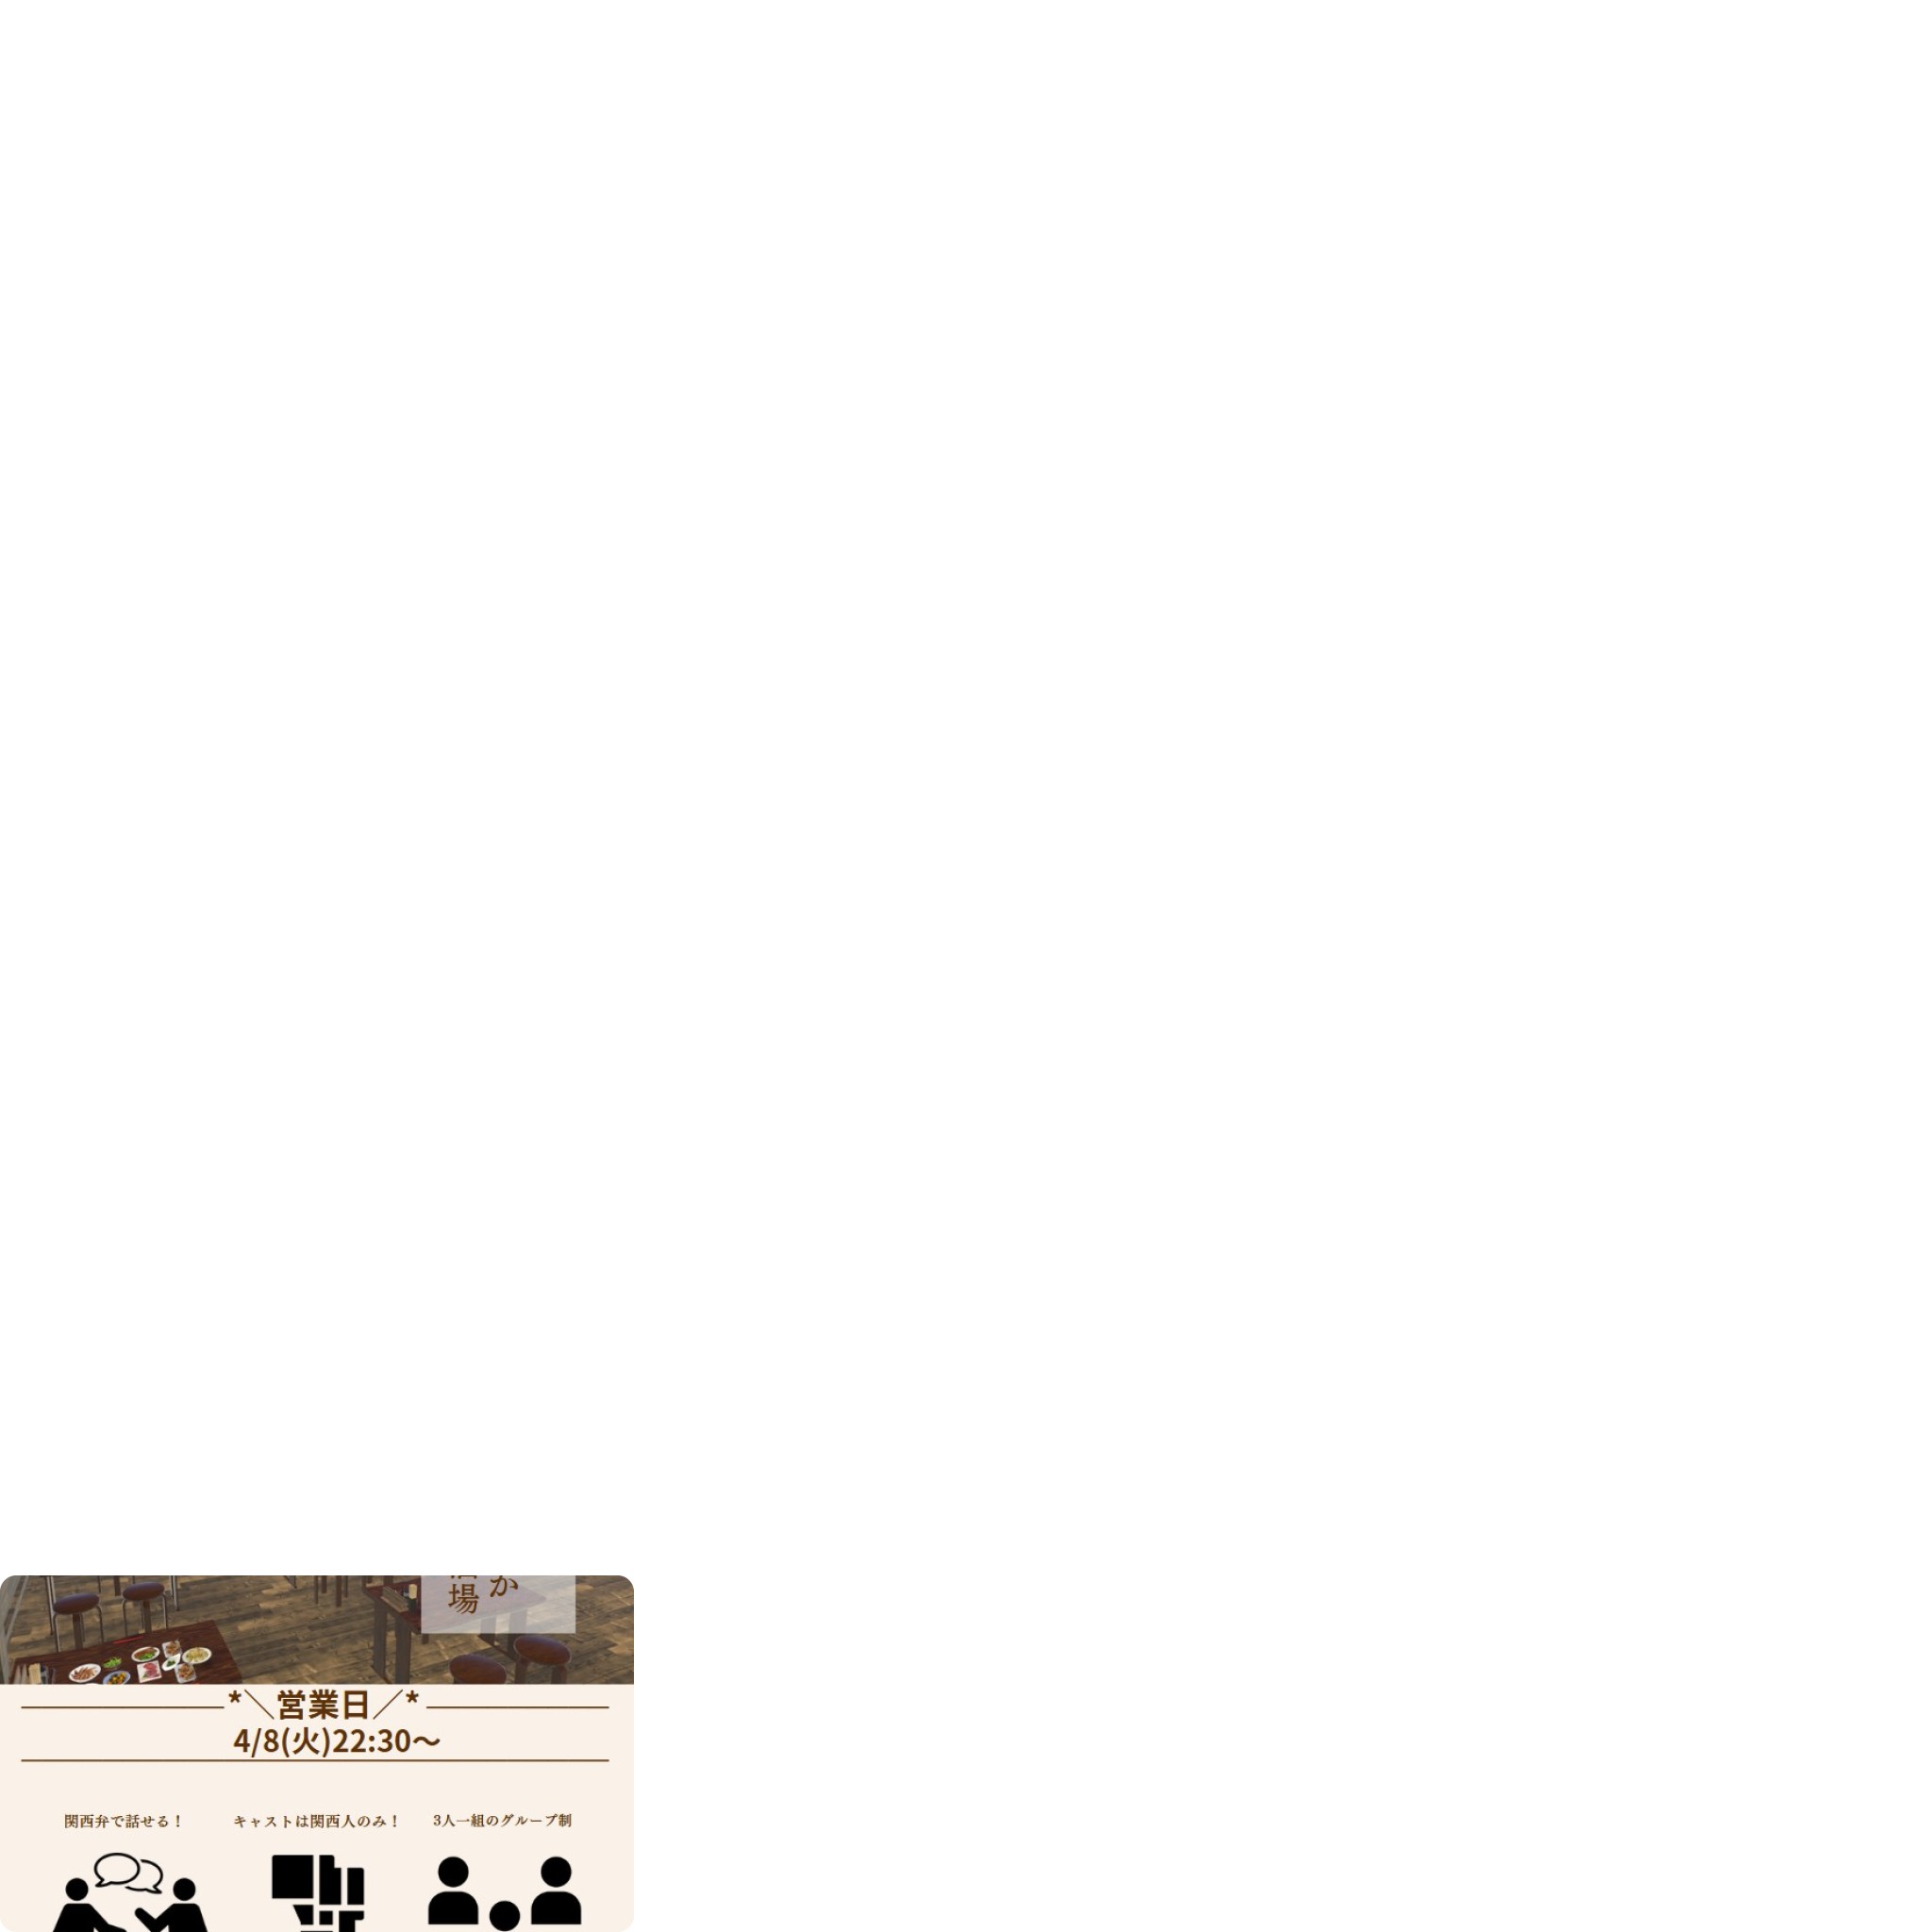 か
場
*＼営業日／*
4/8(火)22:30〜
関西弁で話せる！
キャストは関西人のみ！
3人一組のグループ制